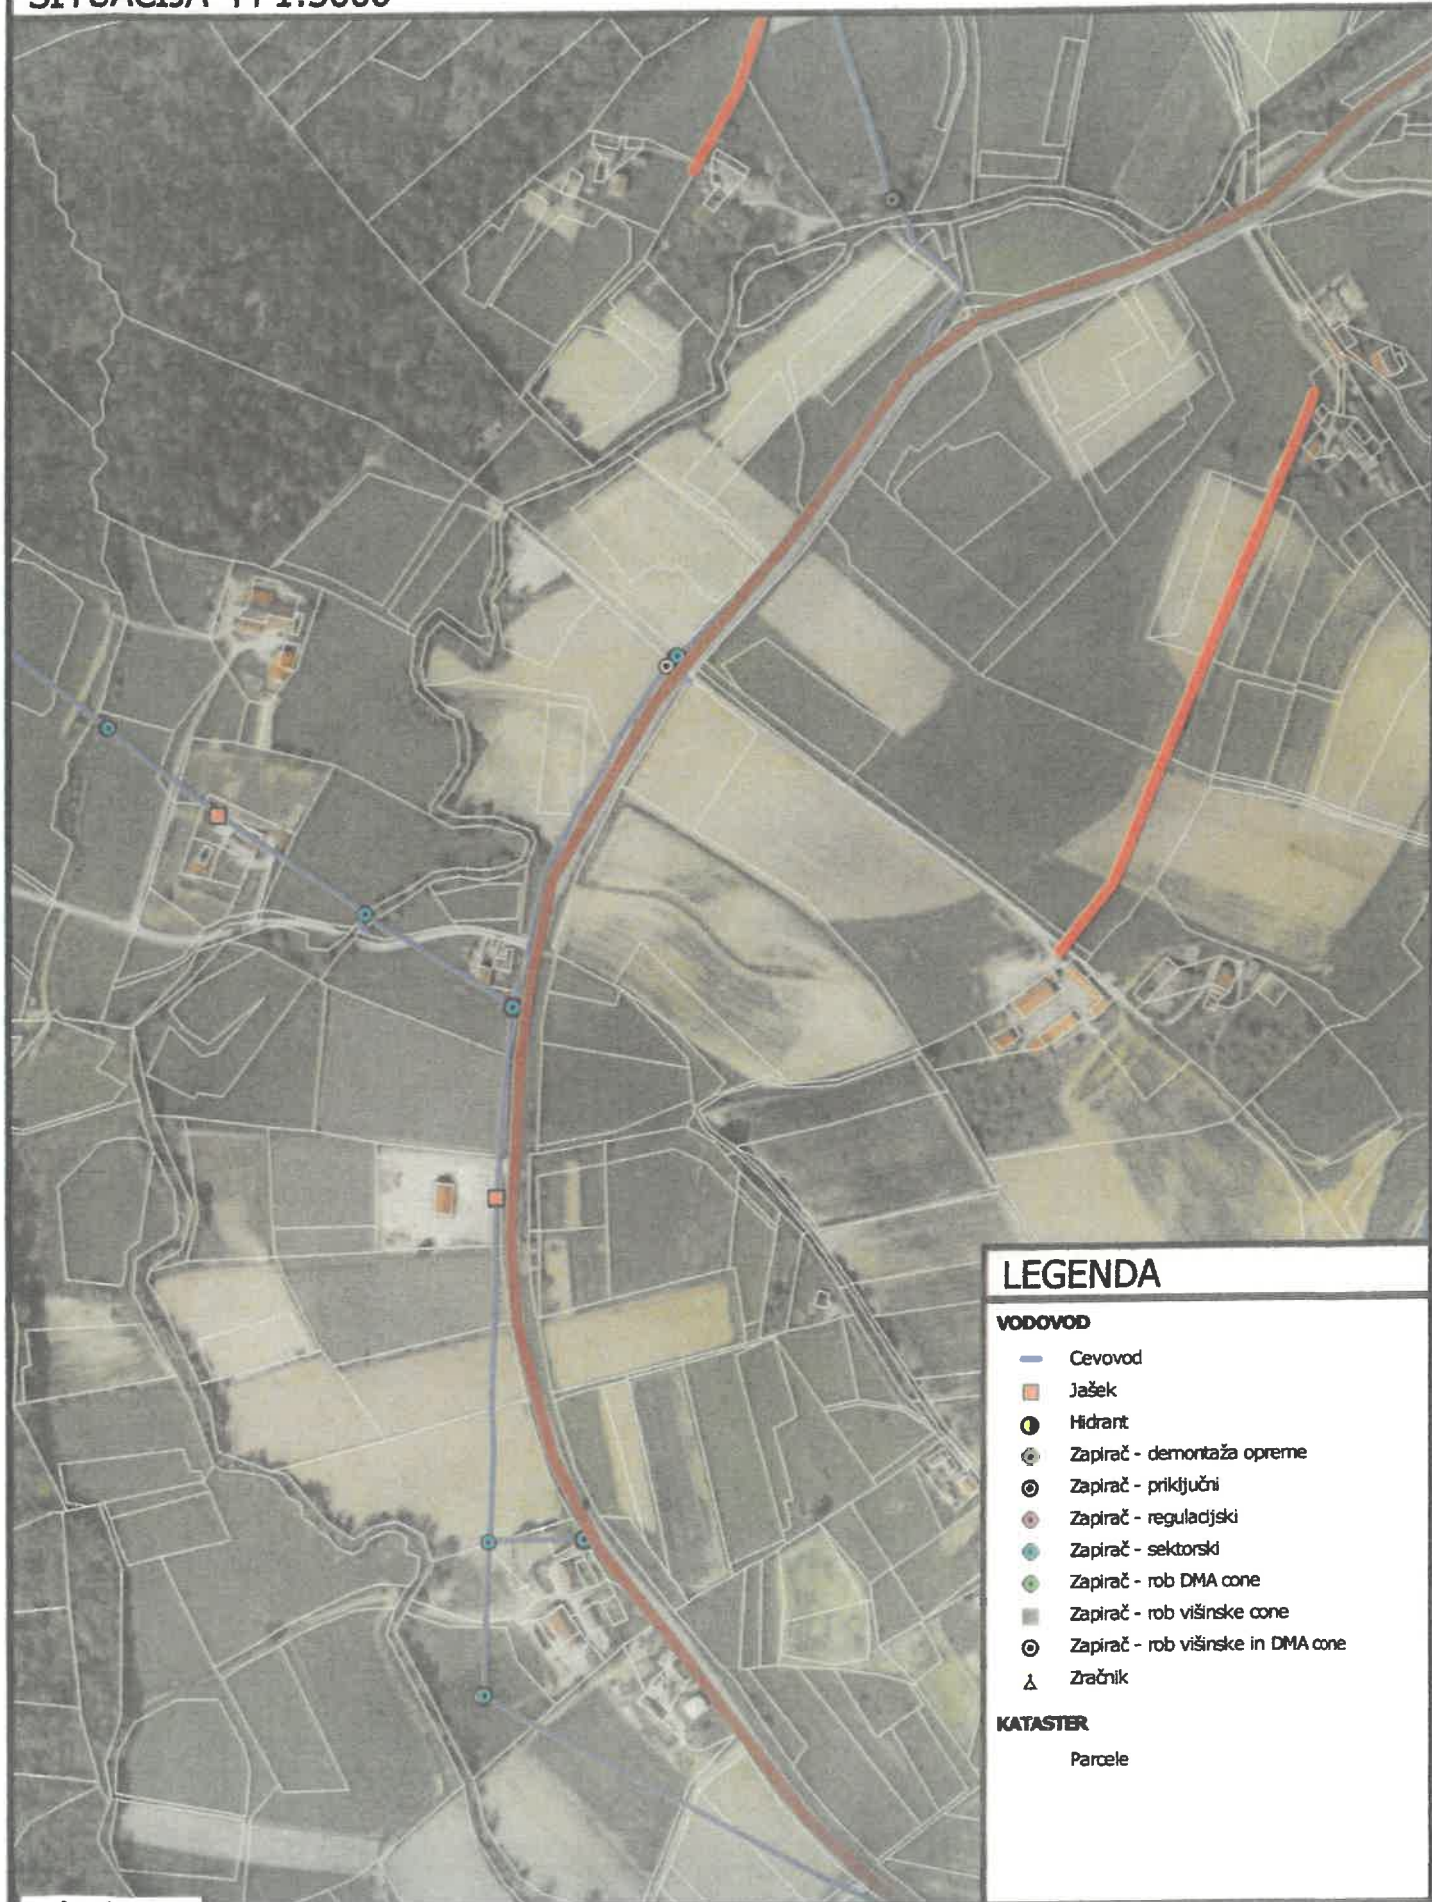 LEGENDA
VODOVOD
Cevovod
Jašek
Hidrant
Zapirač - demontaža opreme
Zapirač - priključni
Zapirač - regulacijski
Zapirač - sektorski
Zapirač - rob DMA cone
Zapirač - rob višinske cone
Zapirač - rob višinske in DMA cone
Zračnik
KATASTER
Parcele